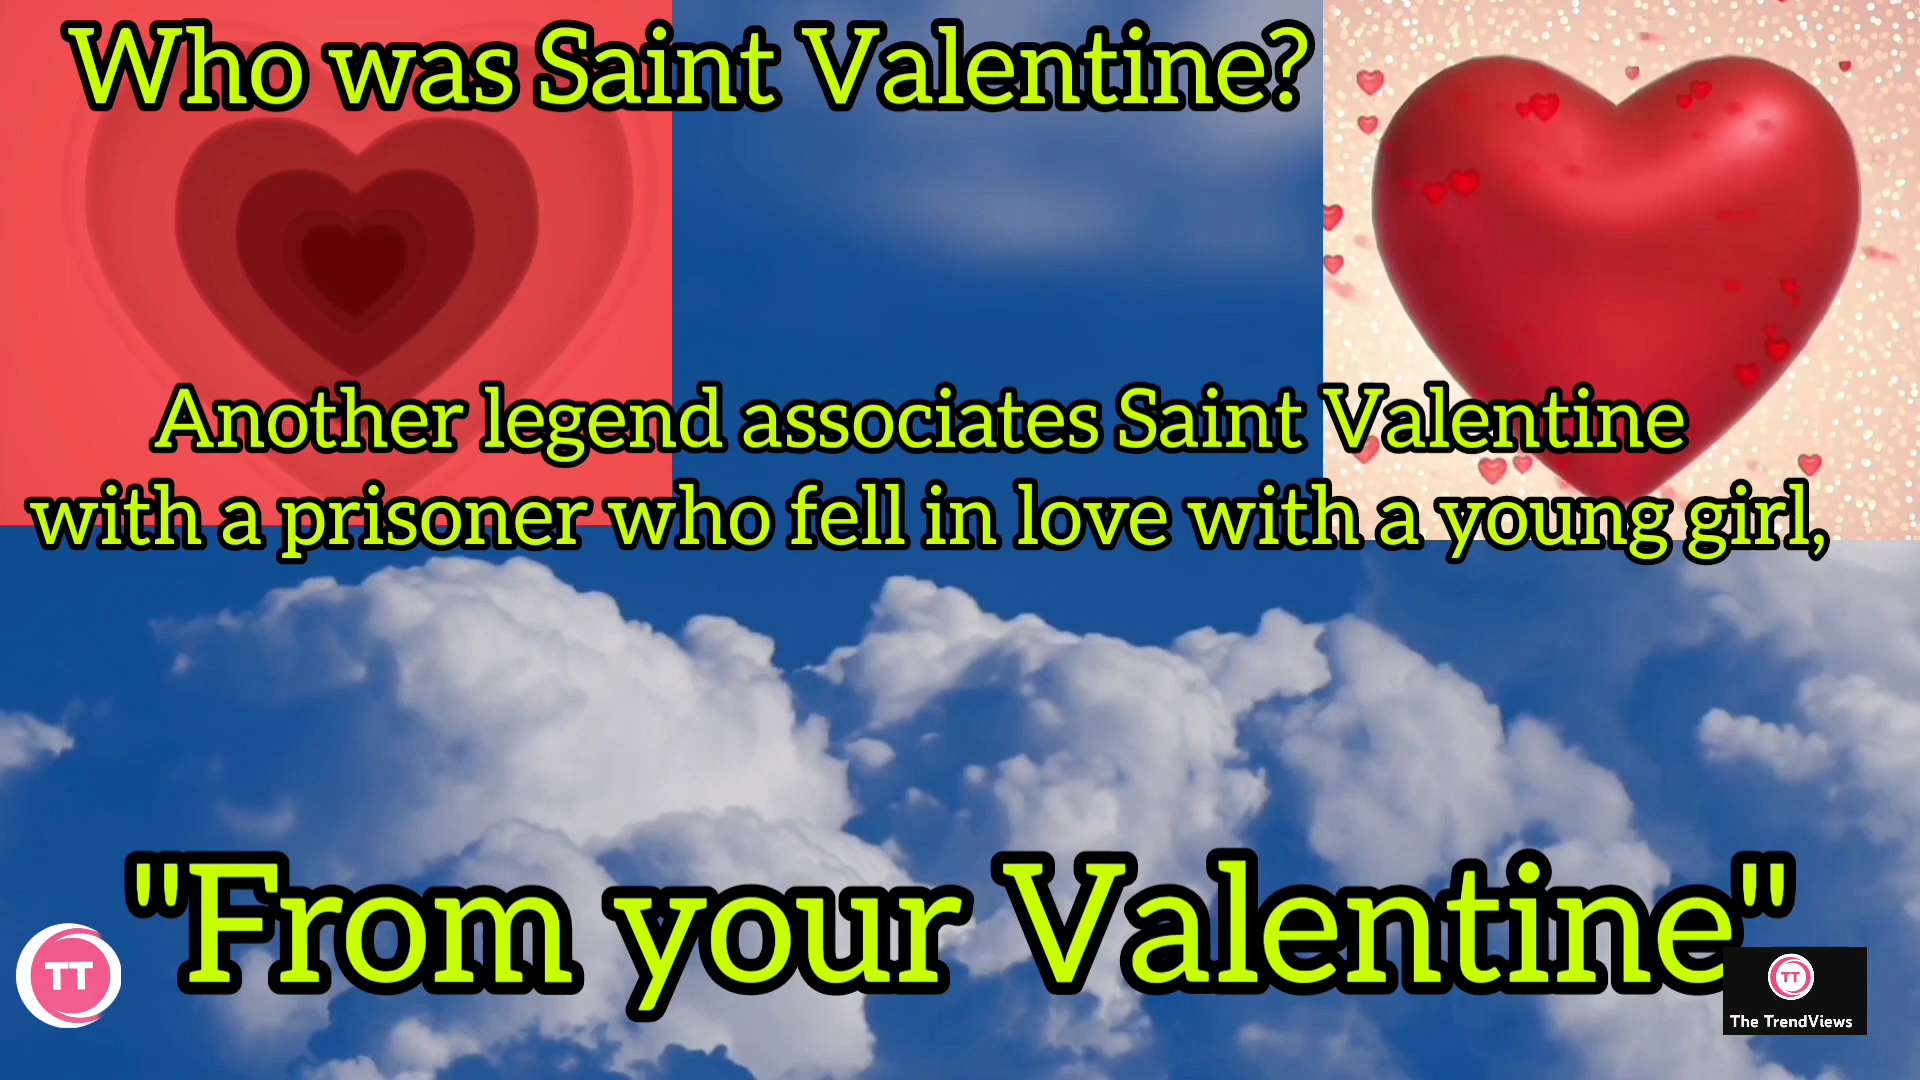 Who was Saint Valentine?
Another legend associates Saint Valentine
with a prisoner who fell in love with a young girl,
"From your Valentine"
TT
TT
The TrendViews